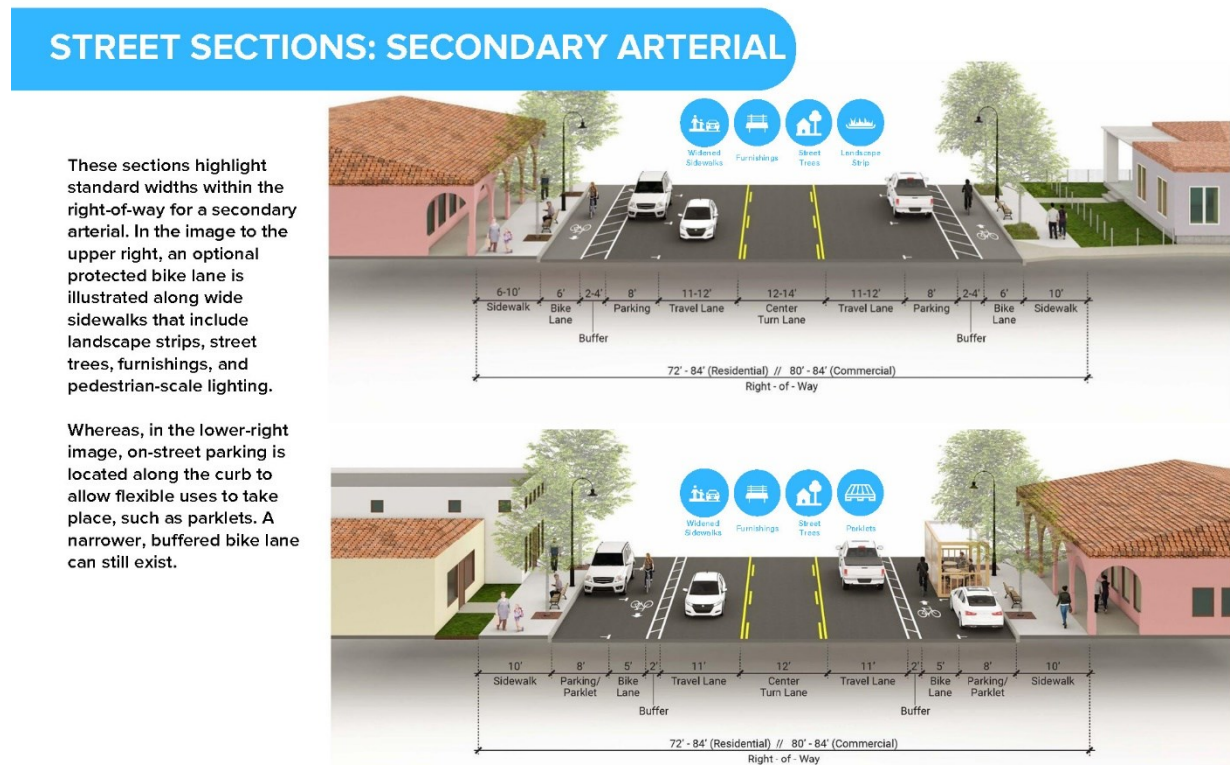 STREET SECTIONS: SECONDARY ARTERIAL
These sections highlight
standard widths within the
right-of-way for a secondary
arterial. In the image to the
upper right, an optional
protected bike lane is
illustrated along wide
sidewalks that include
landscape strips, street
trees, furnishings, and
pedestrian-scale lighting.
Whereas, in the lower-right
image, on-street parking is
located along the curb to
allow flexible uses to take
place, such as parklets. A
narrower, buffered bike lane
can still exist.
Widened Sidewalks
Furnishings
Street Trees
Landscape Strip
6-10' 6' 2-4' 8' 11-12' 12-14' 11-12' 8' 2-4' 6' 10'
Sidewalk Bike Lane Parking Travel Lane Center Turn Lane Travel Lane Parking Bike Lane Sidewalk
Buffer Buffer
72' - 84' (Residential) // 80' - 84' (Commercial)
Right - of - Way
Widened Sidewalks
Furnishings
Street Trees
Parklets
10' 8' 5' 2' 11' 12' 11' 2' 5' 8' 10'
Sidewalk Parking/ Parklet Bike Lane Travel Lane Center Turn Lane Travel Lane Bike Lane Parking/ Parklet Sidewalk
Buffer Buffer
72' - 84' (Residential) // 80' - 84' (Commercial)
Right - of - Way